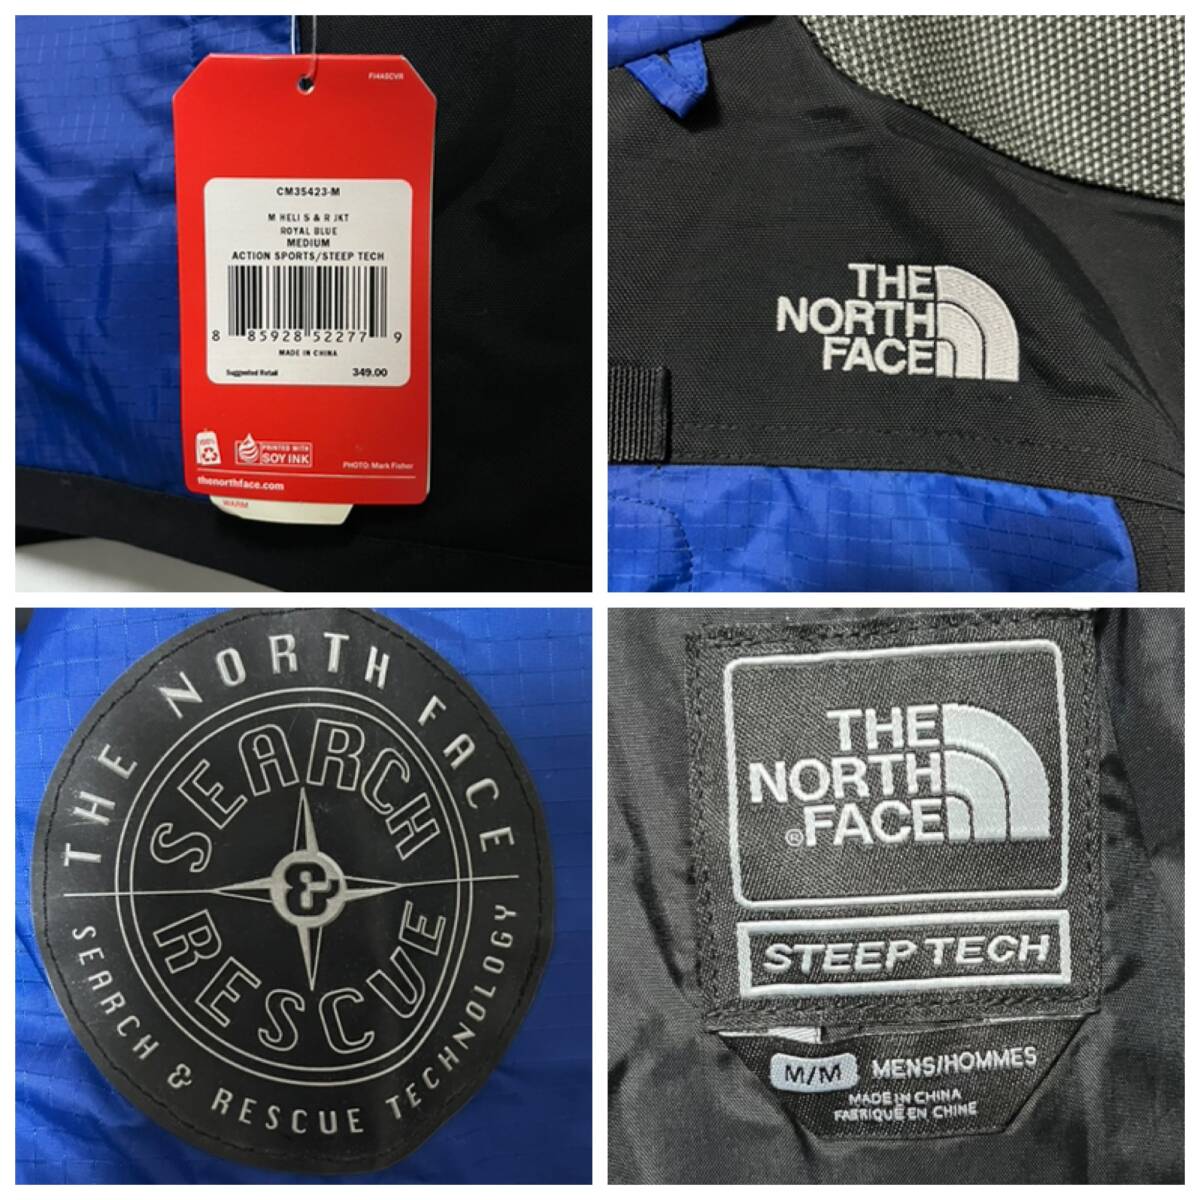 FI4ASCVR
CM35423-M
M HELI S & R JKT
ROYAL BLUE
MEDIUM
ACTION SPORTS/STEEP TECH
8 85928 52277 9
MADE IN CHINA
Suggested Retail 349.00
100%
PRINTED WITH
SOY INK
PHOTO: Mark Fisher
thenorthface.com
WARM
THE
NORTH
FACE
THE NORTH FACE
SEARCH
&
RESCUE
SEARCH & RESCUE TECHNOLOGY
THE
NORTH
®FACE
STEEP TECH
M/M MENS/HOMMES
MADE IN CHINA
FABRIQUÉ EN CHINE